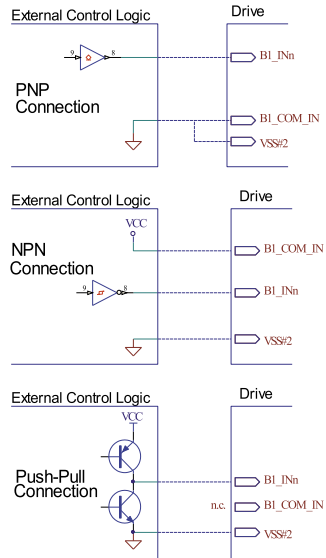 External Control Logic
Drive
9
8
B1_INn
PNP
Connection
B1_COM_IN
VSS#2
External Control Logic
Drive
VCC
B1_COM_IN
NPN
Connection
9
8
B1_INn
VSS#2
External Control Logic
Drive
VCC
Push-Pull
Connection
B1_INn
n.c.
B1_COM_IN
VSS#2